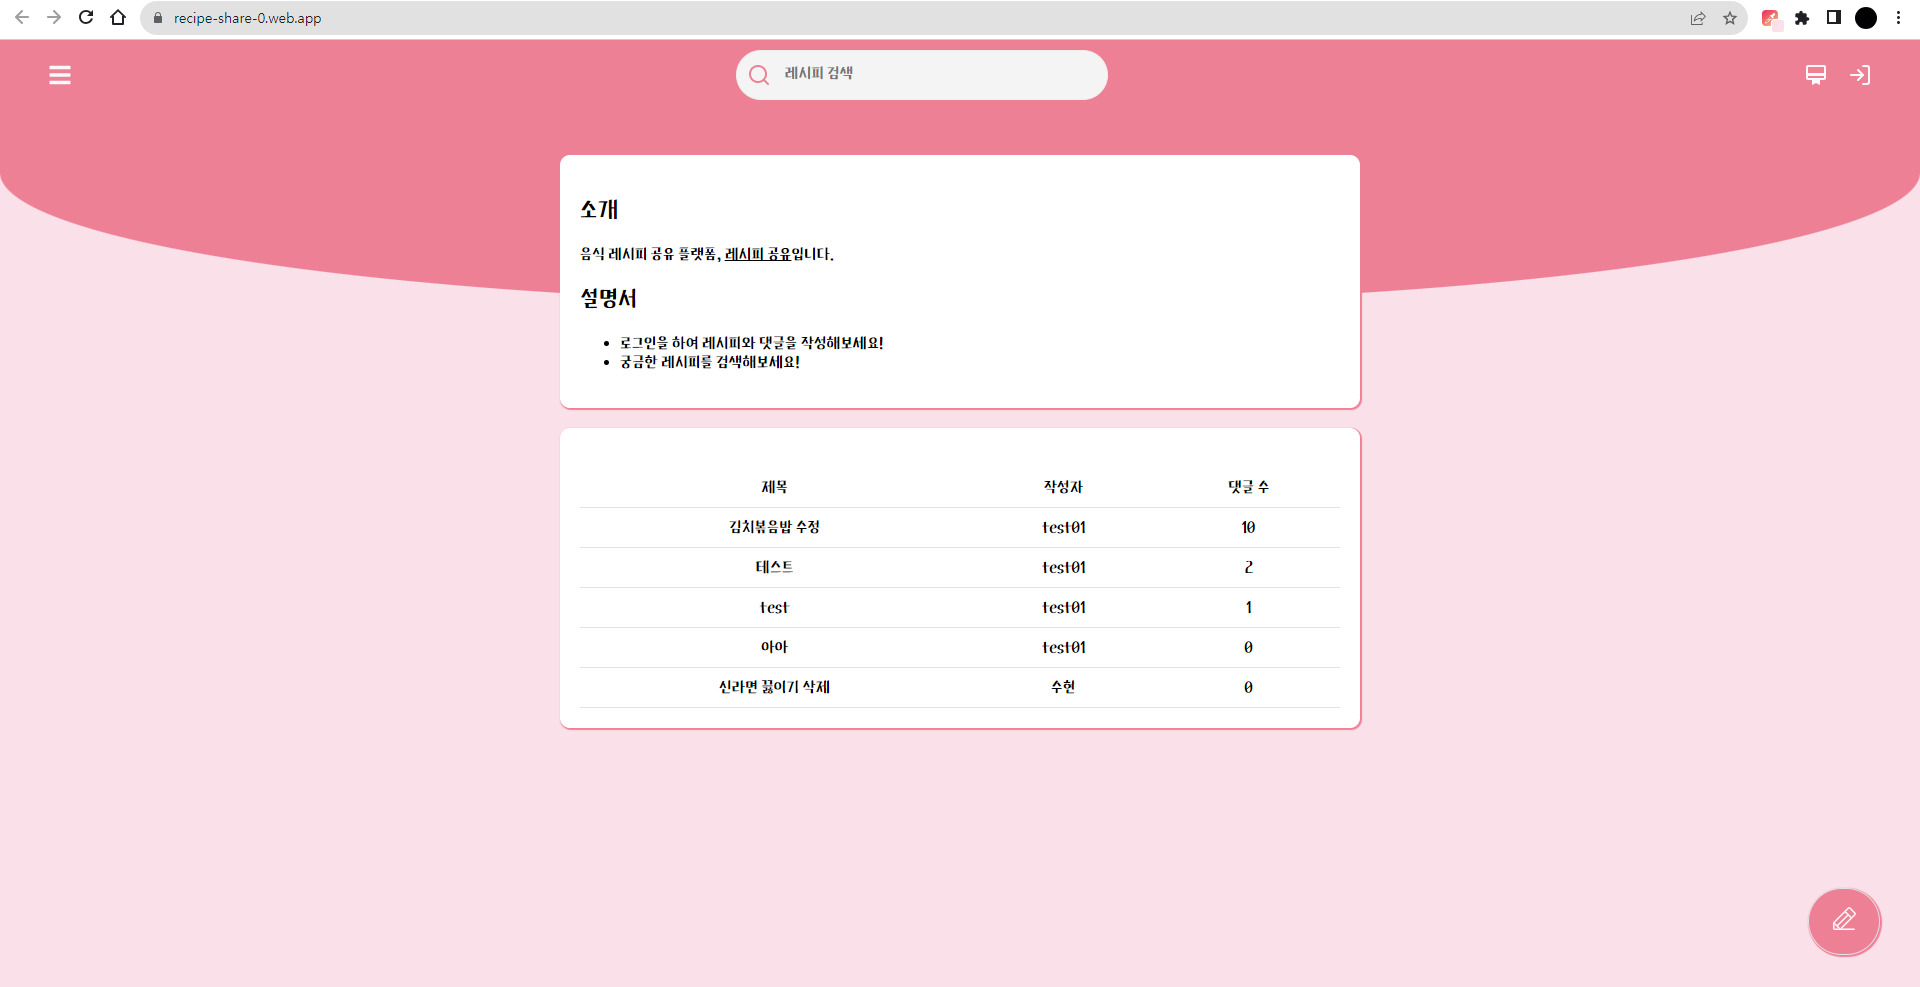 recipe-share-0.web.app
레시피 검색
소개
음식 레시피 공유 플랫폼, 레시피 공유입니다.
설명서
로그인을 하여 레시피와 댓글을 작성해보세요!
궁금한 레시피를 검색해보세요!
제목 작성자 댓글 수
김치볶음밥 수정 test01 10
테스트 test01 2
test test01 1
아아 test01 0
신라면 끓이기 삭제 수현 0